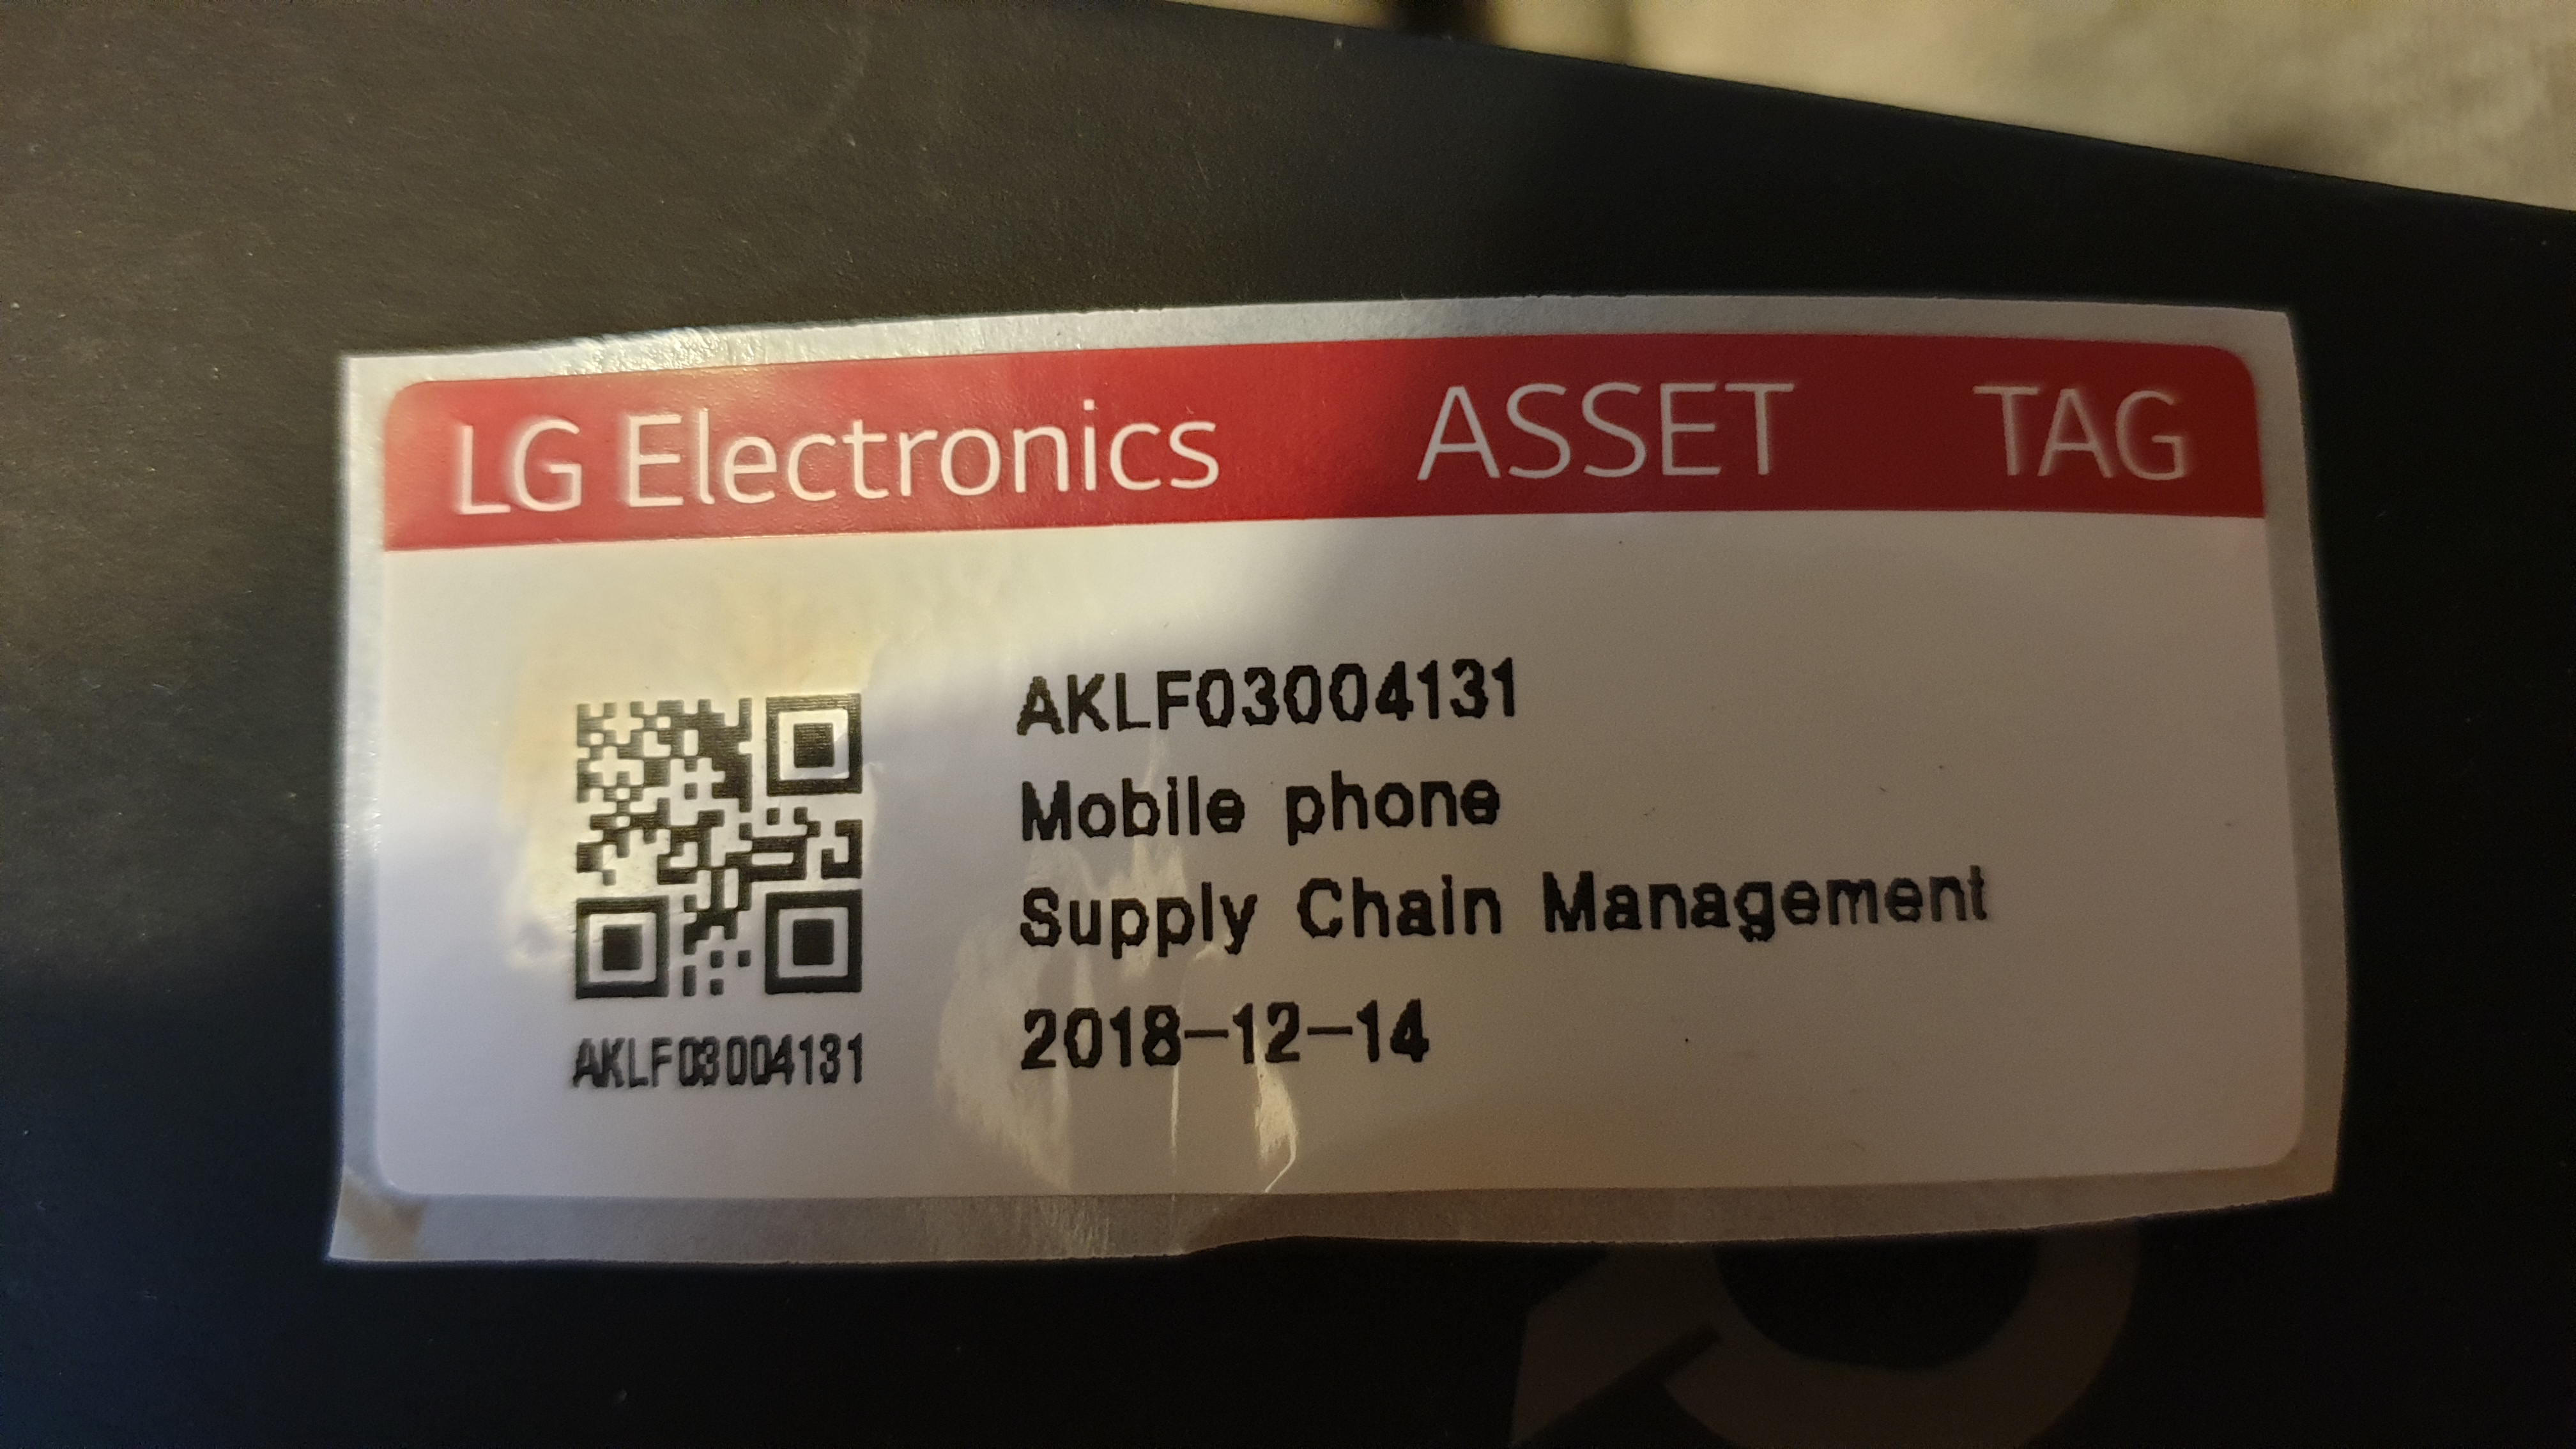 LG Electronics ASSET TAG
AKLF03004131
Mobile phone
Supply Chain Management
2018-12-14
AKLF03004131